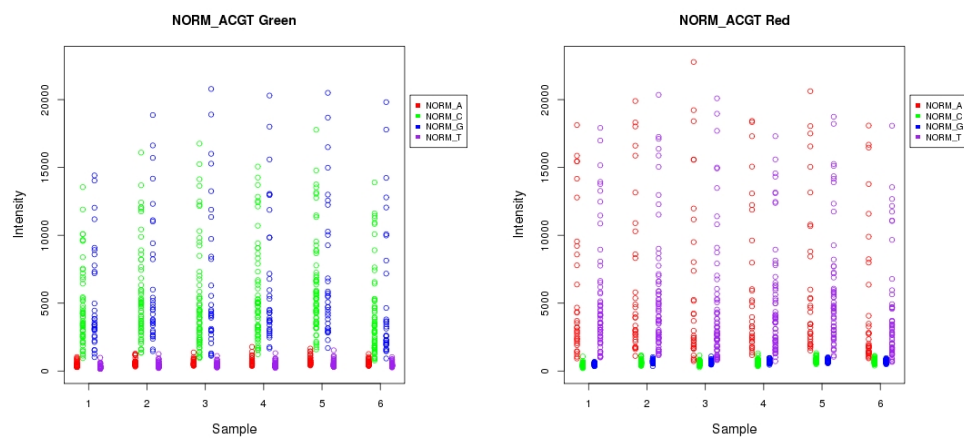 NORM_ACGT Green
NORM_ACGT Red
Intensity
20000
15000
10000
5000
0
1 2 3 4 5 6
Sample
NORM_A
NORM_C
NORM_G
NORM_T
Intensity
20000
15000
10000
5000
0
1 2 3 4 5 6
Sample
NORM_A
NORM_C
NORM_G
NORM_T